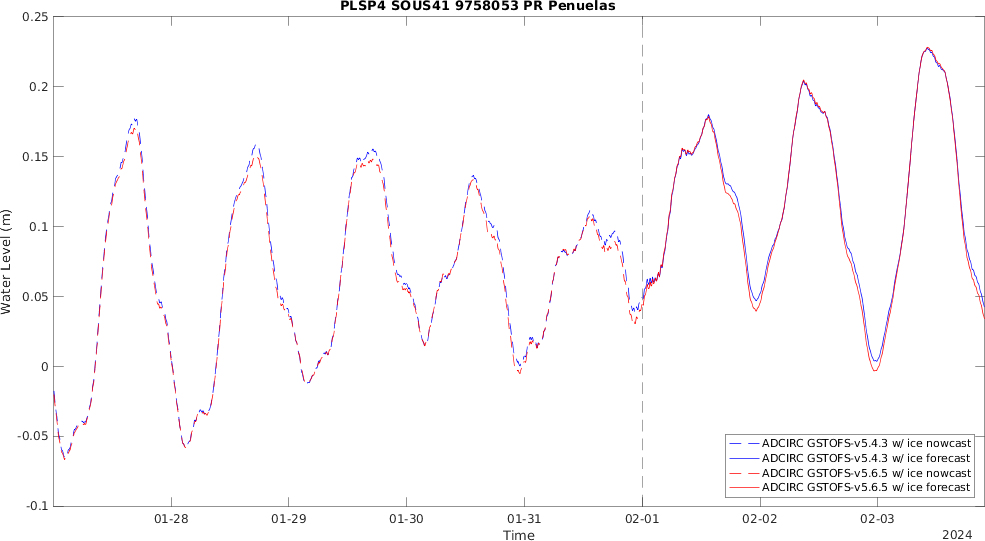 PLSP4 SOUS41 9758053 PR Penuelas
0.25
0.2
0.15
0.1
0.05
0
-0.05
-0.1
Water Level (m)
01-28 01-29 01-30 01-31 02-01 02-02 02-03
Time
2024
ADCIRC GSTOFS-v5.4.3 w/ ice nowcast
ADCIRC GSTOFS-v5.4.3 w/ ice forecast
ADCIRC GSTOFS-v5.6.5 w/ ice nowcast
ADCIRC GSTOFS-v5.6.5 w/ ice forecast